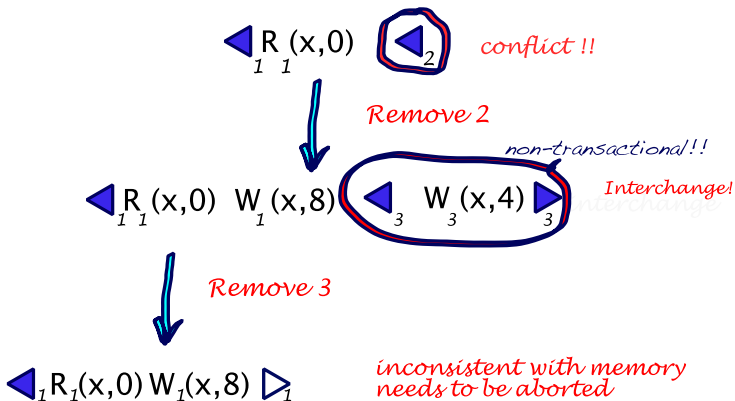 ◀1 R1(x,0) ◀2 conflict !!
Remove 2
non-transactional!!
◀1 R1(x,0) W1(x,8) ◀3 W3(x,4) ▶3 Interchange!
interchange
Remove 3
◀1 R1(x,0) W1(x,8) ▷1 inconsistent with memory
needs to be aborted